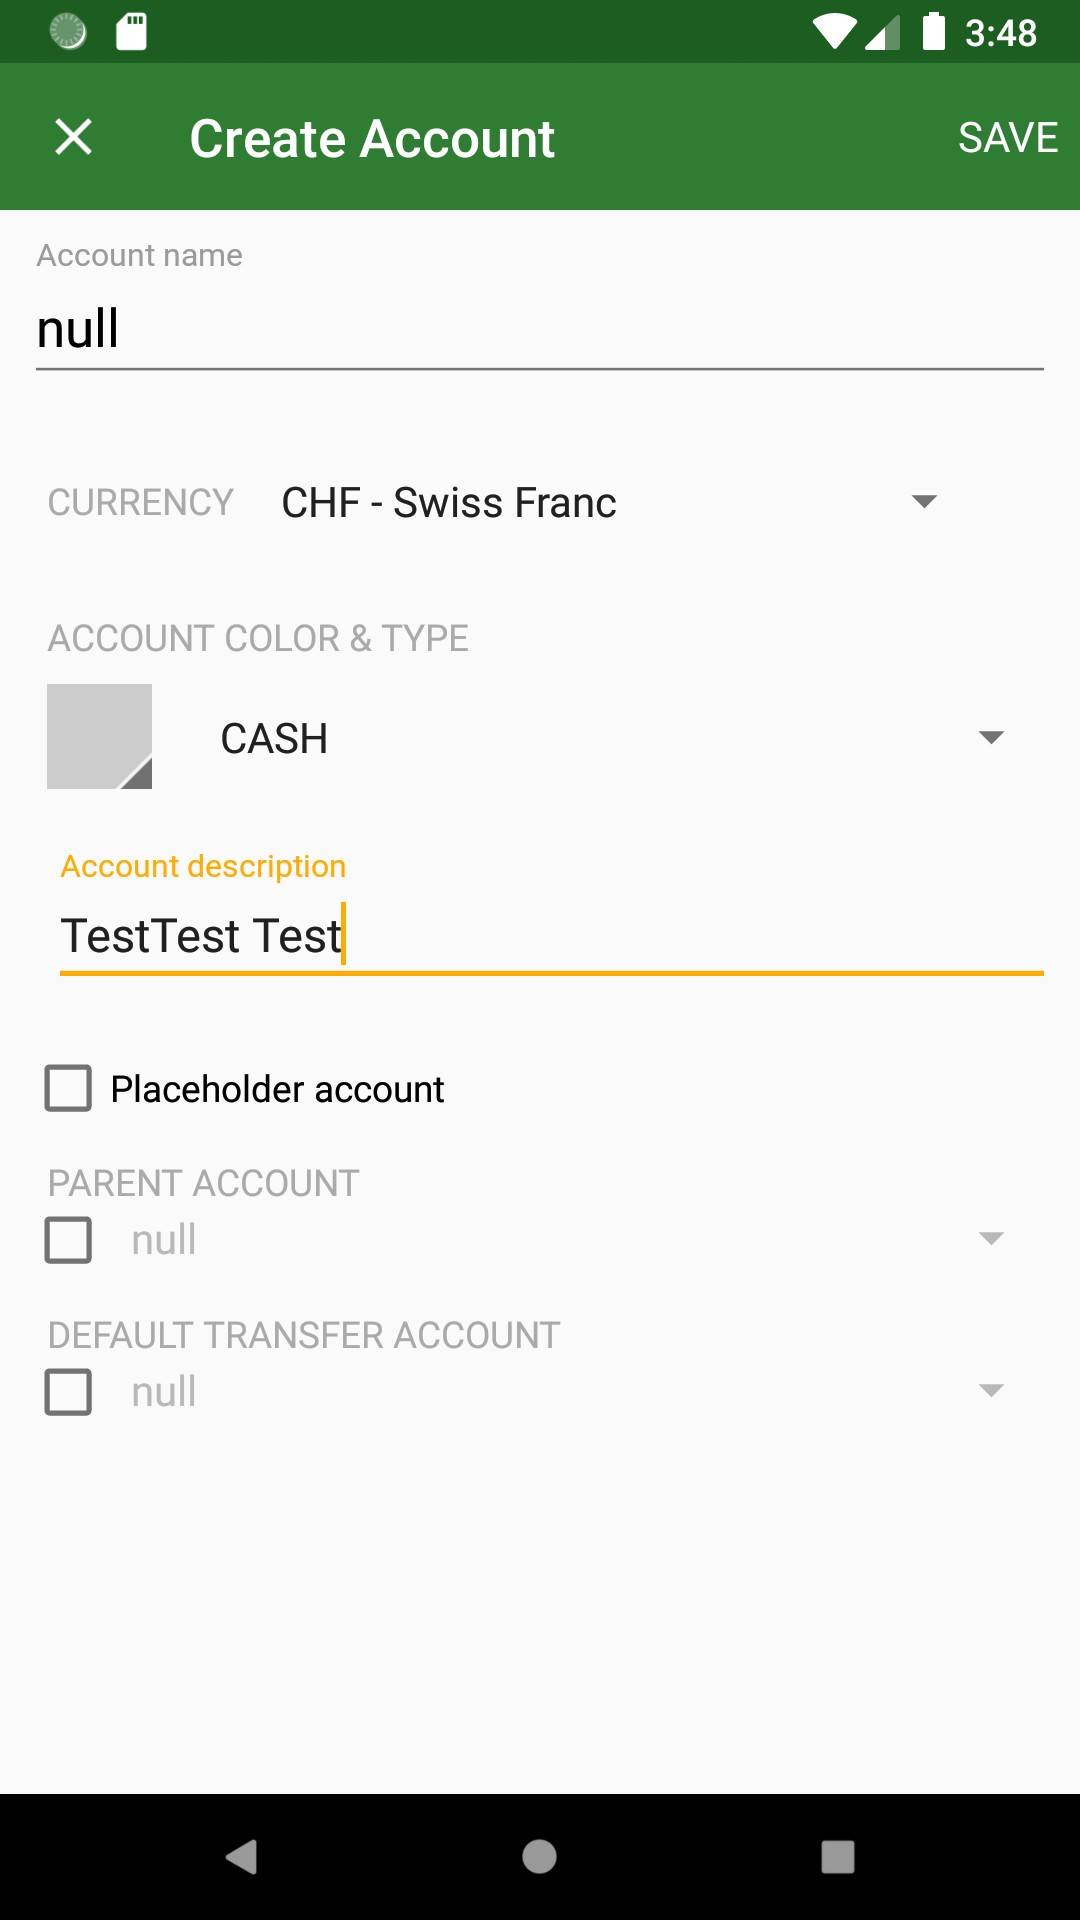 3:48
Create Account
SAVE
Account name
null
CURRENCY CHF - Swiss Franc
ACCOUNT COLOR & TYPE
CASH
Account description
TestTest Test
Placeholder account
PARENT ACCOUNT
null
DEFAULT TRANSFER ACCOUNT
null